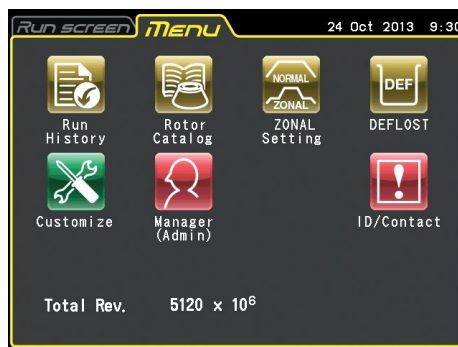 Run screen Menu 24 Oct 2013 9:30
NORMAL
ZONAL
DEF
Run History
Rotor Catalog
ZONAL Setting
DEFLOST
Customize
Manager (Admin)
ID/Contact
Total Rev. 5120 × 10⁶